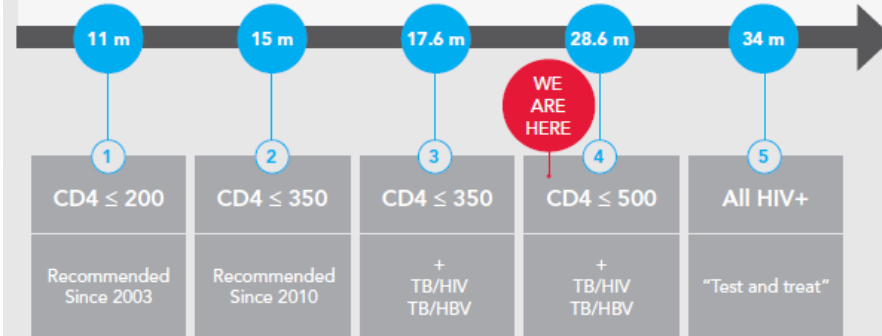 11 m
15 m
17.6 m
28.6 m
34 m
WE
ARE
HERE
1
2
3
4
5
CD4 ≤ 200
CD4 ≤ 350
CD4 ≤ 350
CD4 ≤ 500
All HIV+
Recommended
Since 2003
Recommended
Since 2010
+
TB/HIV
TB/HBV
+
TB/HIV
TB/HBV
“Test and treat”